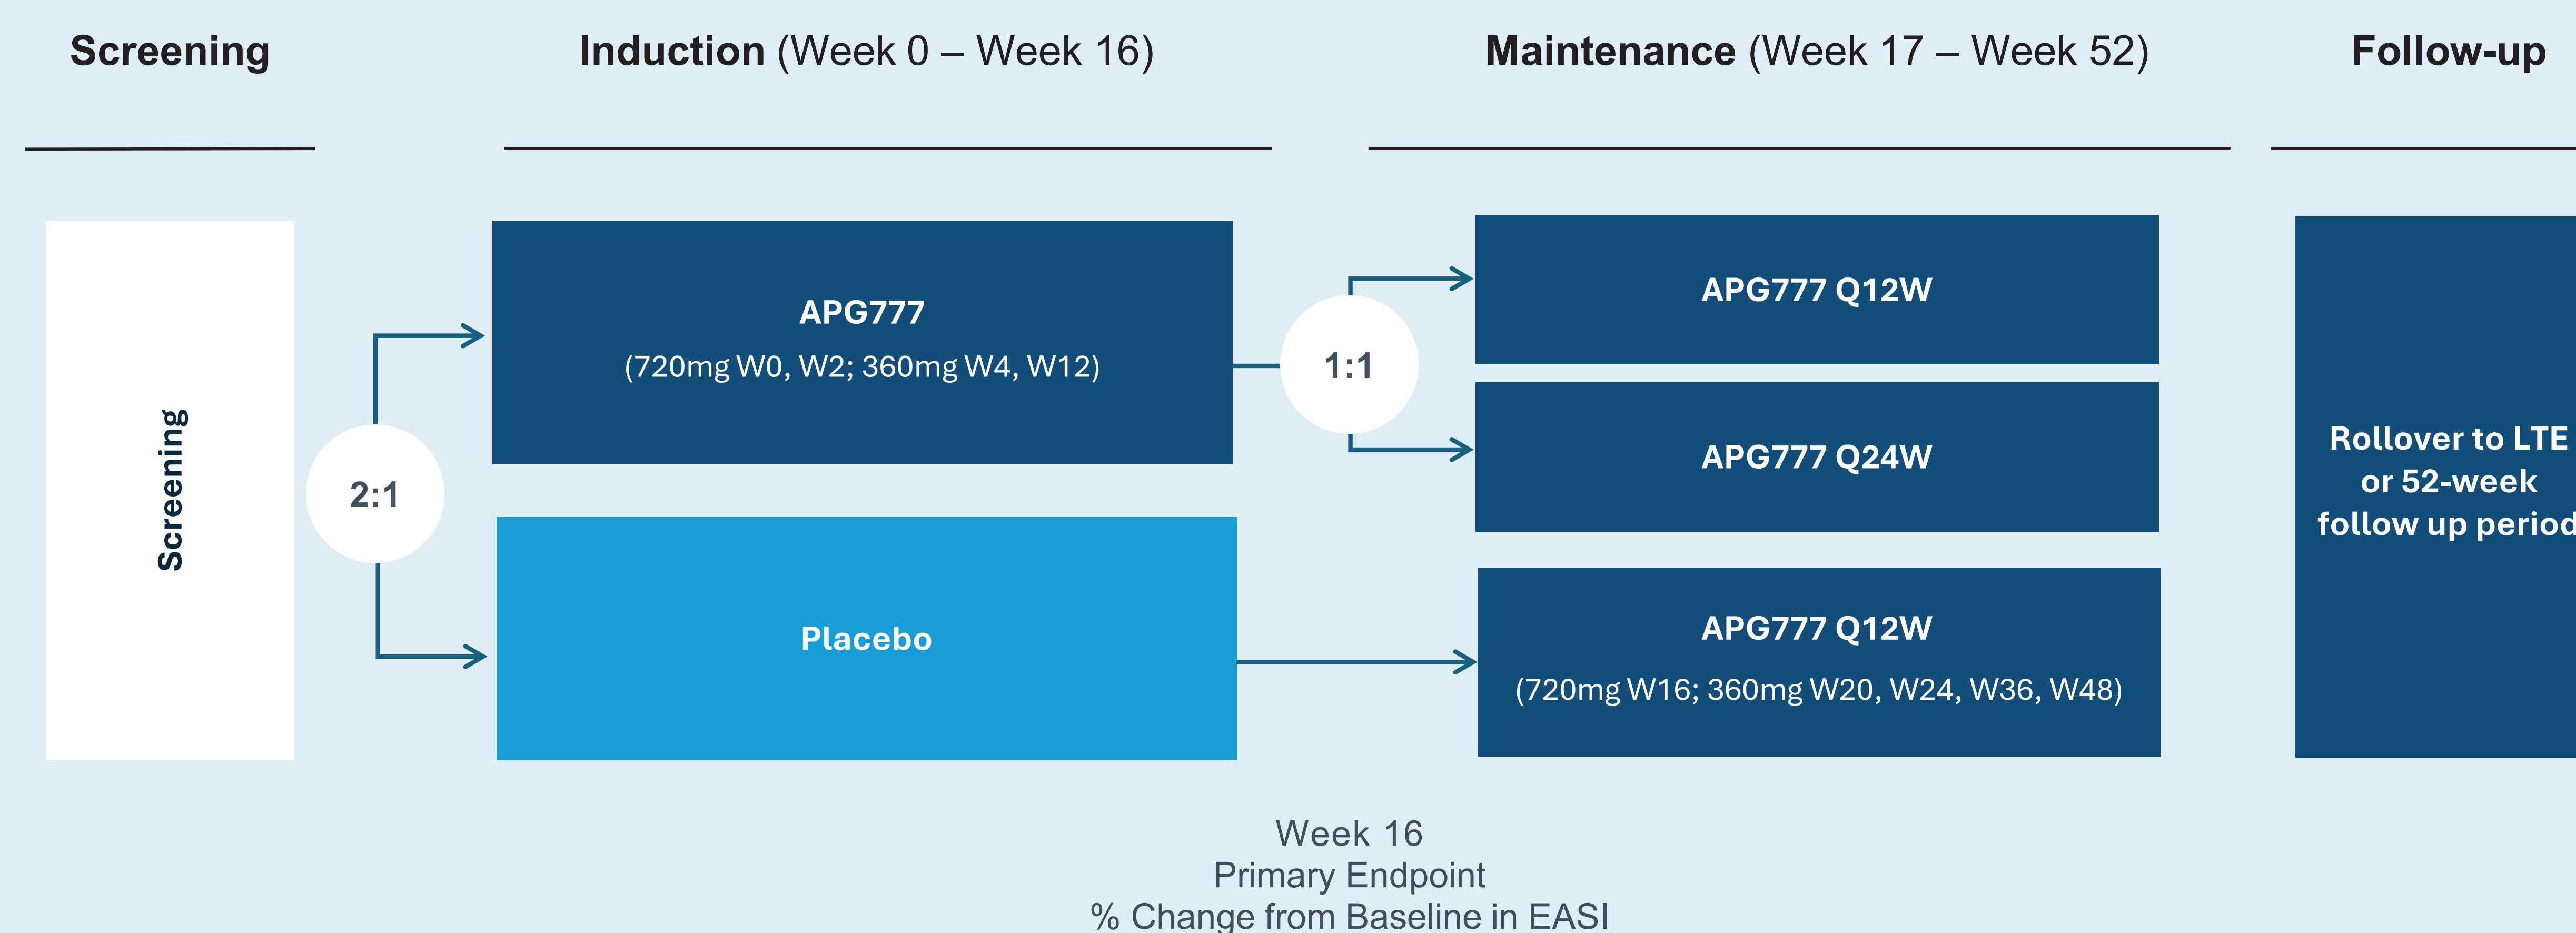 Screening
Induction (Week 0 – Week 16)
Maintenance (Week 17 – Week 52)
Follow-up
Screening
2:1
APG777
(720mg W0, W2; 360mg W4, W12)
Placebo
1:1
APG777 Q12W
APG777 Q24W
APG777 Q12W
(720mg W16; 360mg W20, W24, W36, W48)
Rollover to LTE
or 52-week
follow up period
Week 16
Primary Endpoint
% Change from Baseline in EASI